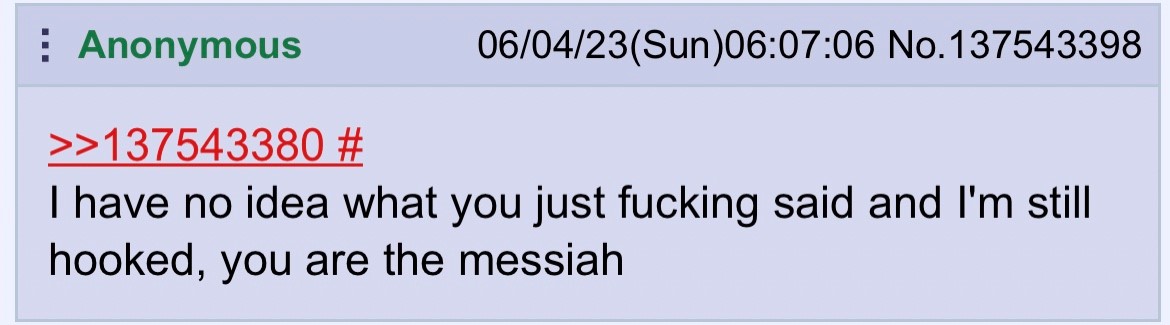 Anonymous 06/04/23(Sun)06:07:06 No.137543398
>>137543380 #
I have no idea what you just fucking said and I'm still
hooked, you are the messiah